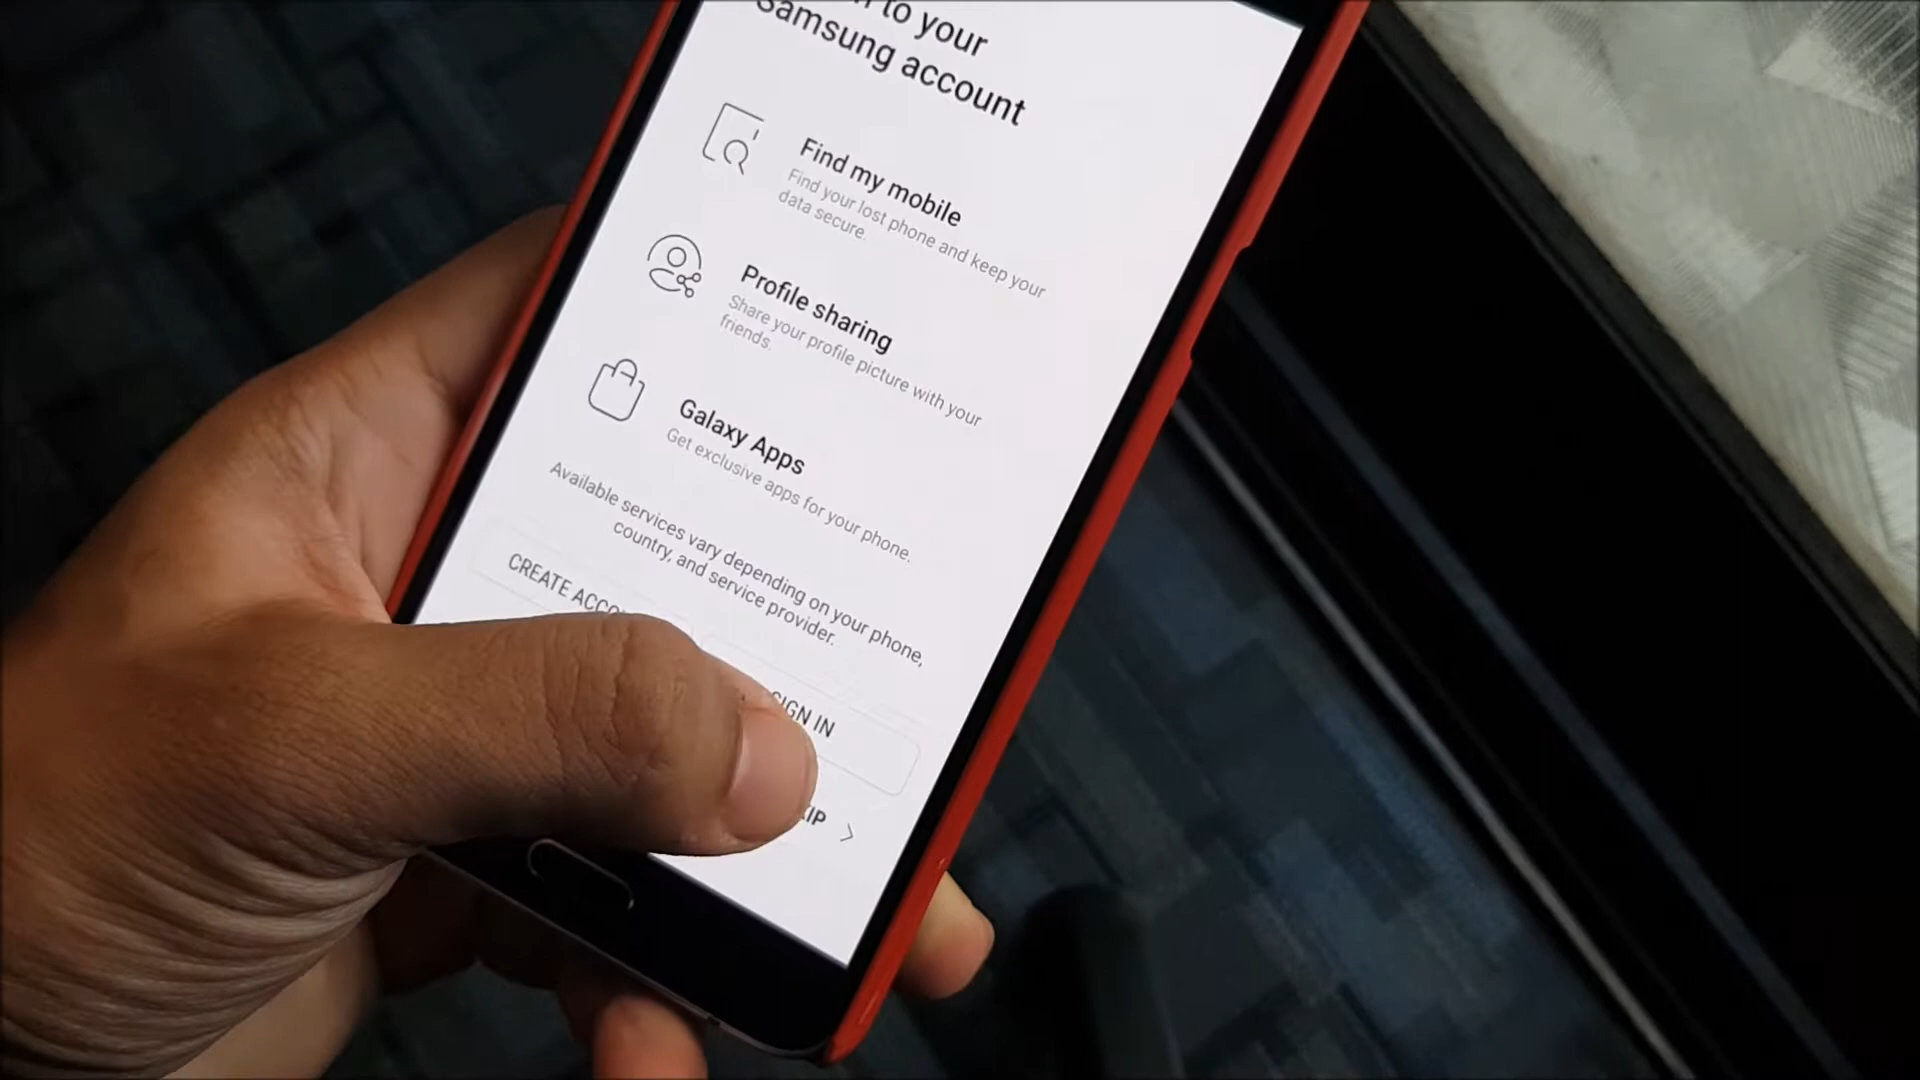 to your
Samsung account
Find my mobile
Find your lost phone and keep your
data secure.
Profile sharing
Share your profile picture with your
friends.
Galaxy Apps
Get exclusive apps for your phone.
Available services vary depending on your phone,
country, and service provider.
CREATE
SIGN IN